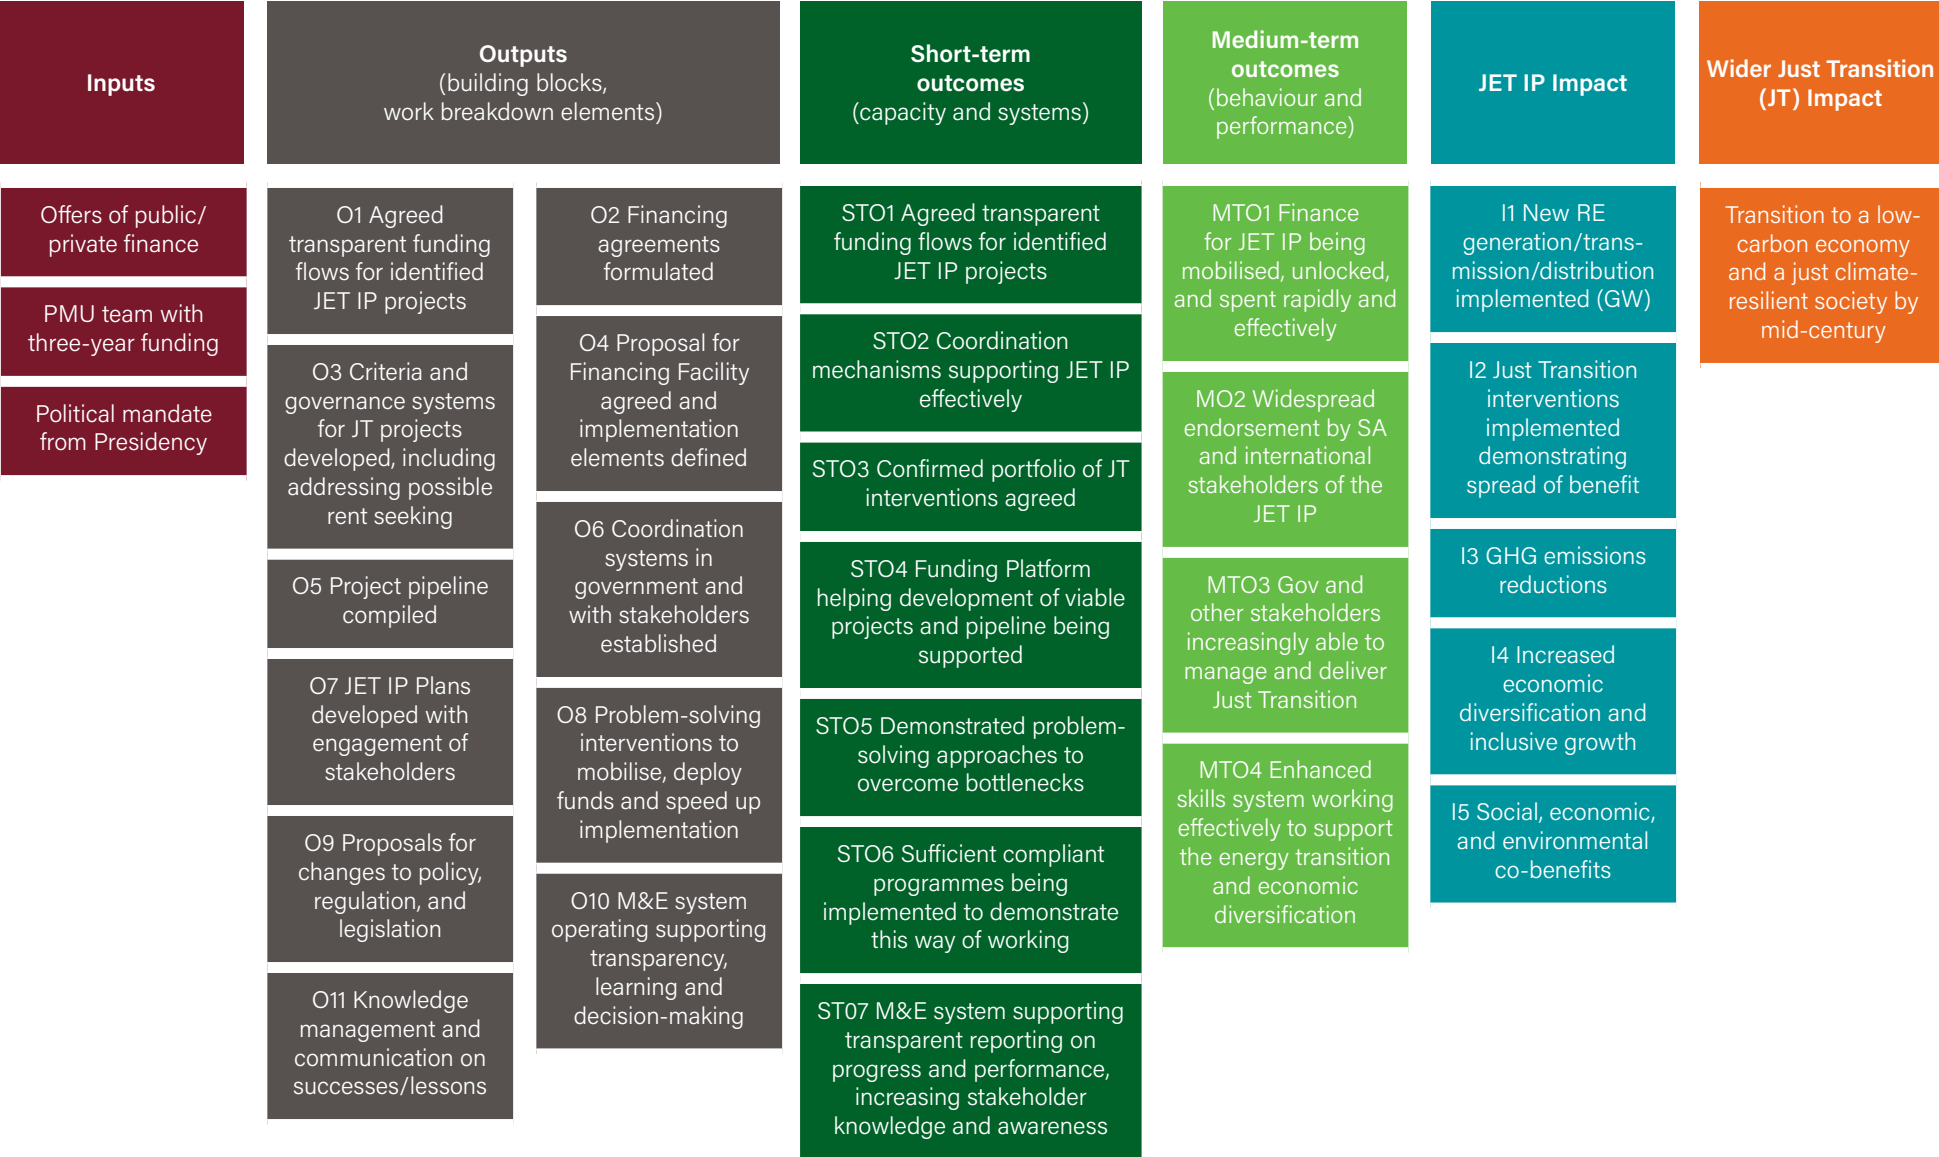 Inputs
Outputs
(building blocks,
work breakdown elements)
Short-term
outcomes
(capacity and systems)
Medium-term
outcomes
(behaviour and
performance)
JET IP Impact
Wider Just Transition
(JT) Impact
Offers of public/
private finance
PMU team with
three-year funding
Political mandate
from Presidency
O1 Agreed
transparent funding
flows for identified
JET IP projects
O2 Financing
agreements
formulated
O3 Criteria and
governance systems
for JT projects
developed, including
addressing possible
rent seeking
O4 Proposal for
Financing Facility
agreed and
implementation
elements defined
O5 Project pipeline
compiled
O6 Coordination
systems in
government and
with stakeholders
established
O7 JET IP Plans
developed with
engagement of
stakeholders
O8 Problem-solving
interventions to
mobilise, deploy
funds and speed up
implementation
O9 Proposals for
changes to policy,
regulation, and
legislation
O10 M&E system
operating supporting
transparency,
learning and
decision-making
O11 Knowledge
management and
communication on
successes/lessons
STO1 Agreed transparent
funding flows for identified
JET IP projects
STO2 Coordination
mechanisms supporting JET IP
effectively
STO3 Confirmed portfolio of JT
interventions agreed
STO4 Funding Platform
helping development of viable
projects and pipeline being
supported
STO5 Demonstrated problem-
solving approaches to
overcome bottlenecks
STO6 Sufficient compliant
programmes being
implemented to demonstrate
this way of working
ST07 M&E system supporting
transparent reporting on
progress and performance,
increasing stakeholder
knowledge and awareness
MTO1 Finance
for JET IP being
mobilised, unlocked,
and spent rapidly and
effectively
MO2 Widespread
endorsement by SA
and international
stakeholders of the
JET IP
MTO3 Gov and
other stakeholders
increasingly able to
manage and deliver
Just Transition
MTO4 Enhanced
skills system working
effectively to support
the energy transition
and economic
diversification
I1 New RE
generation/trans-
mission/distribution
implemented (GW)
I2 Just Transition
interventions
implemented
demonstrating
spread of benefit
I3 GHG emissions
reductions
I4 Increased
economic
diversification and
inclusive growth
I5 Social, economic,
and environmental
co-benefits
Transition to a low-
carbon economy
and a just climate-
resilient society by
mid-century